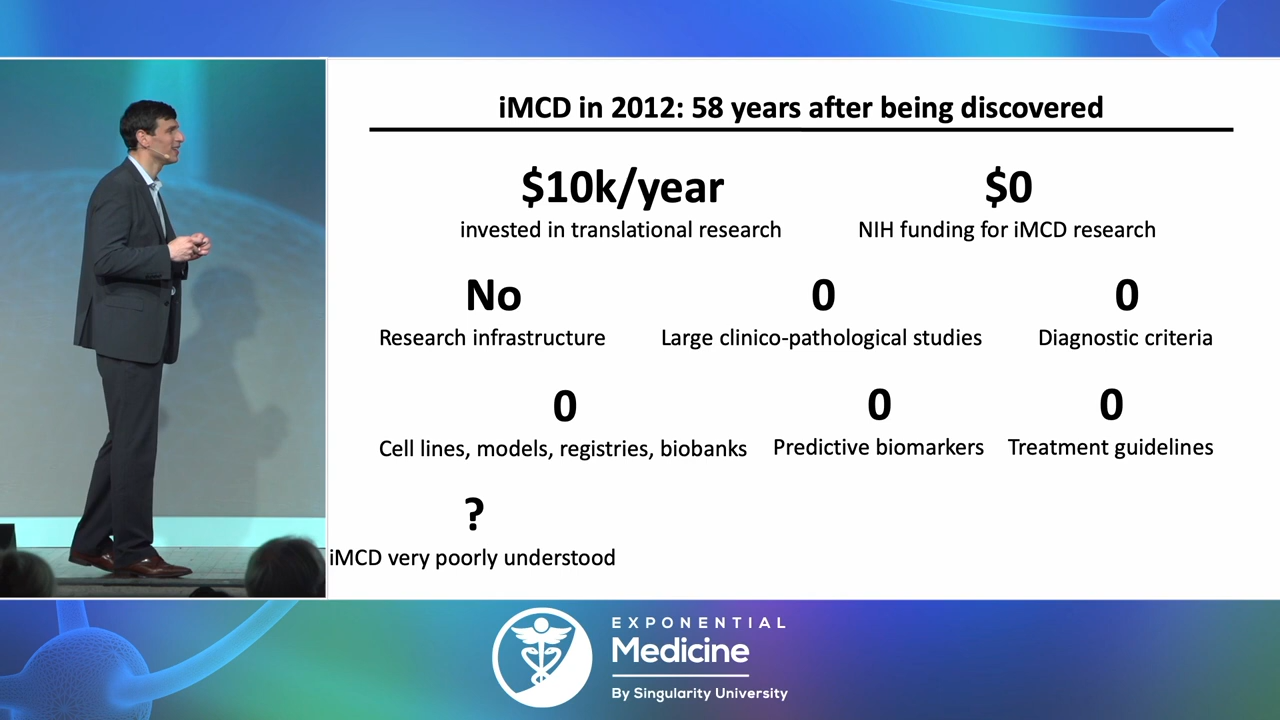 iMCD in 2012: 58 years after being discovered
$10k/year
invested in translational research
$0
NIH funding for iMCD research
No
Research infrastructure
0
Large clinico-pathological studies
0
Diagnostic criteria
0
Cell lines, models, registries, biobanks
0
Predictive biomarkers
0
Treatment guidelines
?
iMCD very poorly understood
EXPONENTIAL
Medicine
By Singularity University